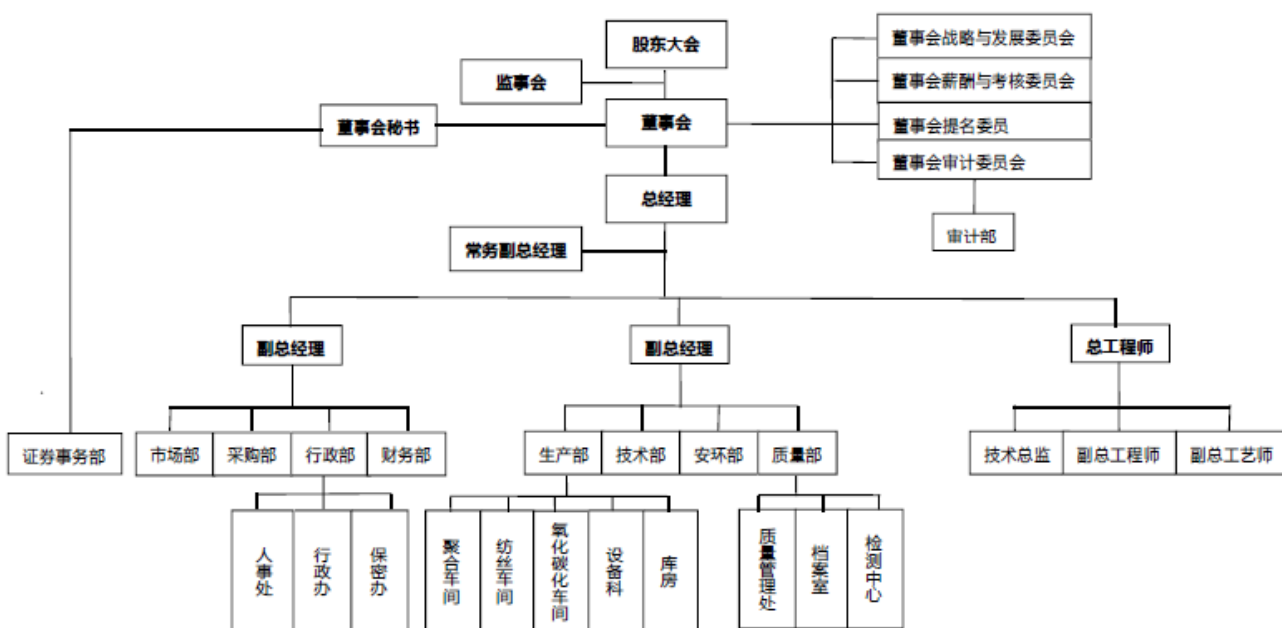 股东大会
董事会战略与发展委员会
监事会
董事会薪酬与考核委员会
董事会秘书
董事会
董事会提名委员
董事会审计委员会
总经理
审计部
常务副总经理
副总经理
副总经理
总工程师
证券事务部
市场部
采购部
行政部
财务部
生产部
技术部
安环部
质量部
技术总监
副总工程师
副总工艺师
人事处
行政办
保密办
聚合车间
纺丝车间
氧化碳化车间
设备科
库房
质量管理处
档案室
检测中心